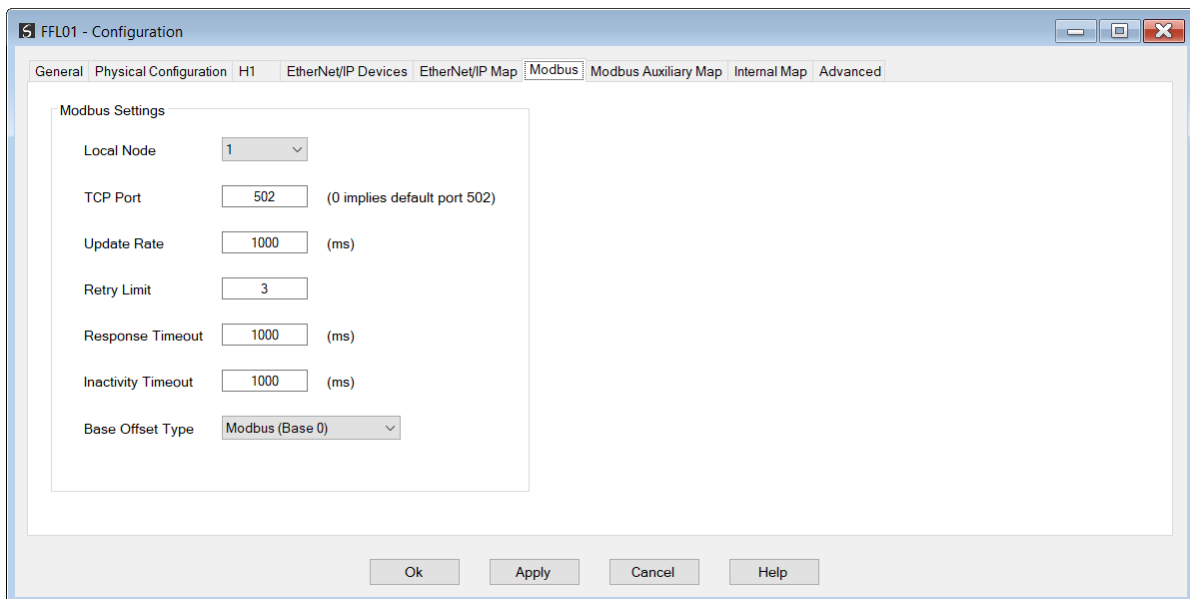 FFL01 - Configuration
General Physical Configuration H1 EtherNet/IP Devices EtherNet/IP Map Modbus Modbus Auxiliary Map Internal Map Advanced
Modbus Settings
Local Node 1
TCP Port 502 (0 implies default port 502)
Update Rate 1000 (ms)
Retry Limit 3
Response Timeout 1000 (ms)
Inactivity Timeout 1000 (ms)
Base Offset Type Modbus (Base 0)
Ok Apply Cancel Help